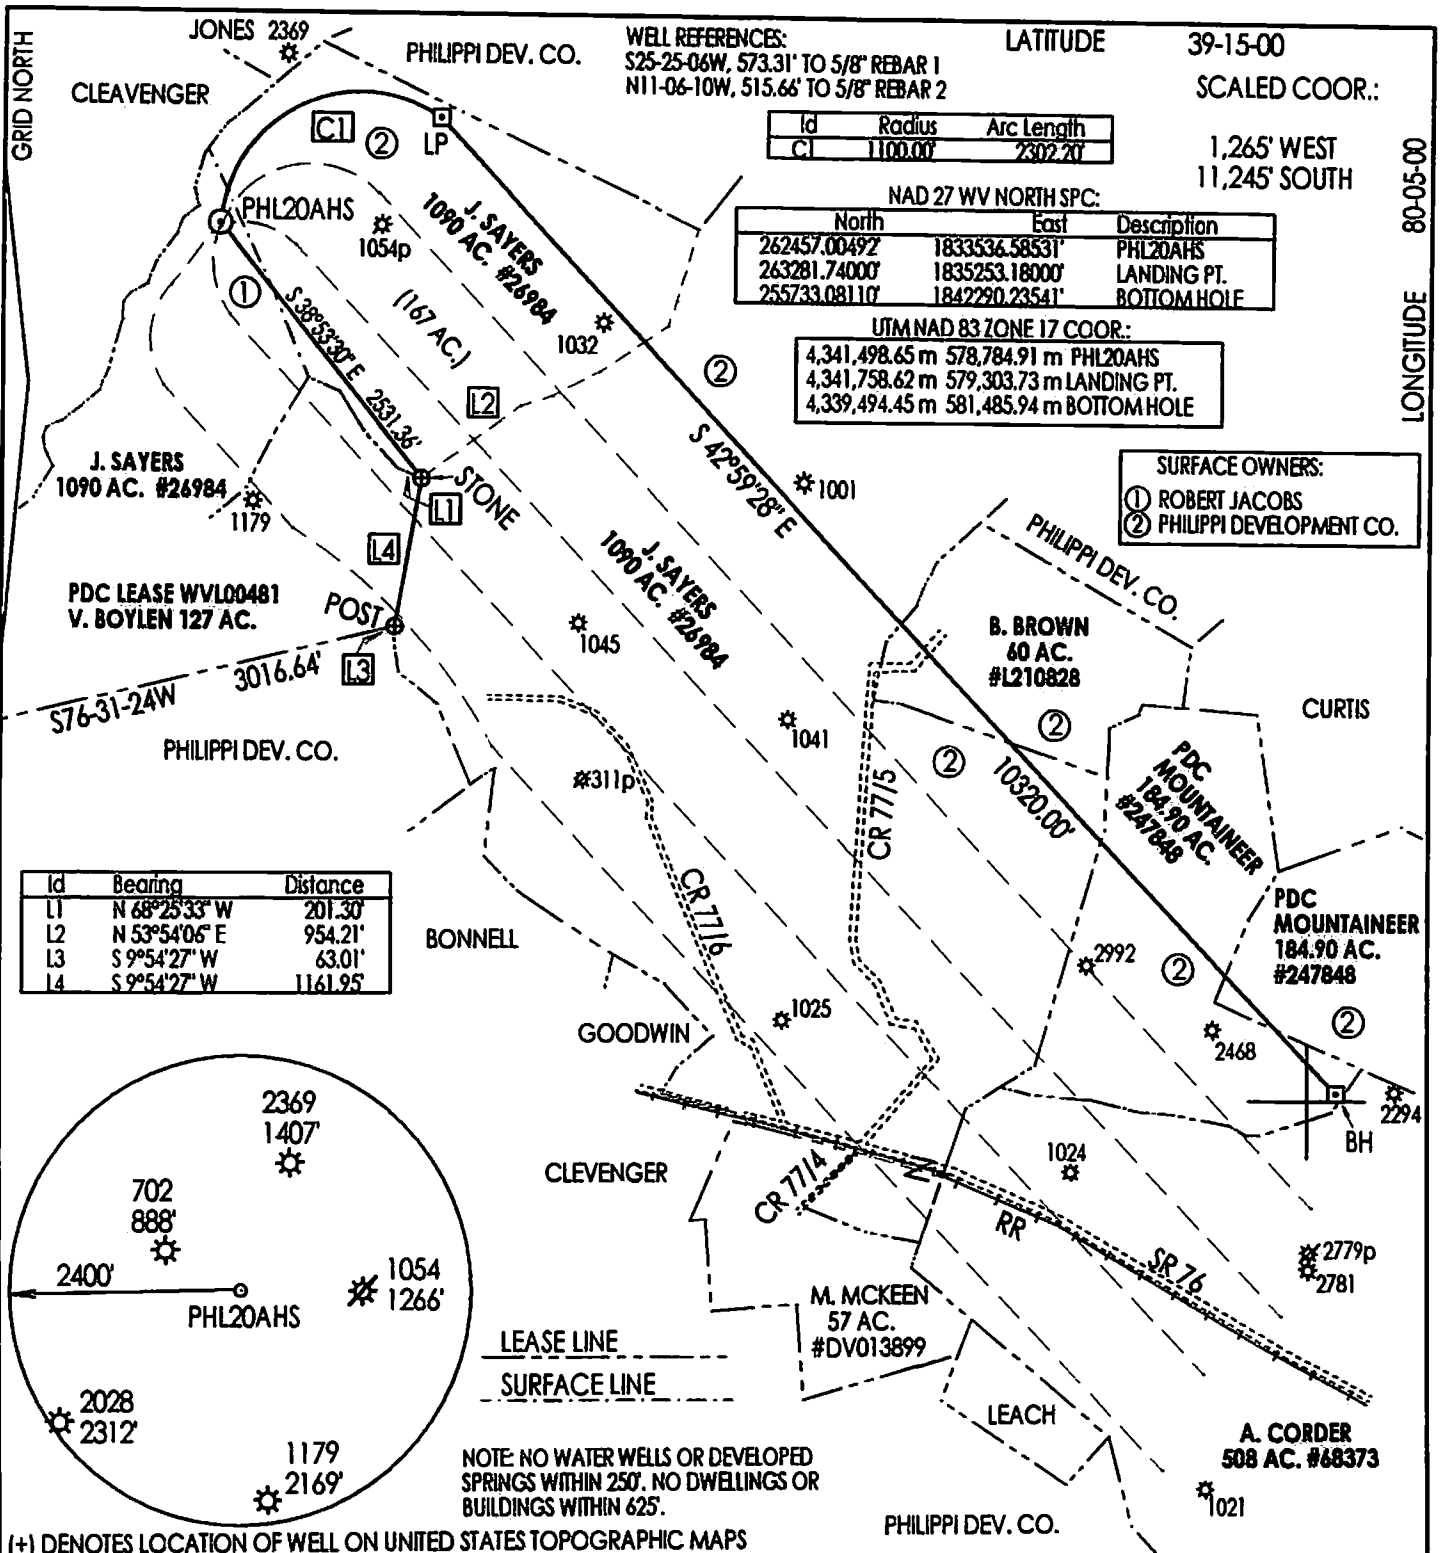 GRID NORTH
JONES 2369
CLEAVENGER
PHILIPPI DEV. CO.
WELL REFERENCES:
S25-25-06W, 573.31' TO 5/8" REBAR 1
N11-06-10W, 515.66' TO 5/8" REBAR 2
LATITUDE 39-15-00
SCALED COOR.:
1,265' WEST
11,245' SOUTH
LONGITUDE 80-05-00
Id Radius Arc Length
C1 1100.00' 2302.20'
NAD 27 WV NORTH SPC:
North East Description
262457.00492' 1833536.58531' PHL20AHS
263281.74000' 1835253.18000' LANDING PT.
255733.08110' 1842290.23541' BOTTOM HOLE
UTM NAD 83 ZONE 17 COOR.:
4,341,498.65 m 578,784.91 m PHL20AHS
4,341,758.62 m 579,303.73 m LANDING PT.
4,339,494.45 m 581,485.94 m BOTTOM HOLE
SURFACE OWNERS:
1 ROBERT JACOBS
2 PHILIPPI DEVELOPMENT CO.
C1
2
LP
PHL20AHS
1054p
J. SAYERS
1090 AC. #26984
(167 AC.)
1
S 38°53'30" E 2531.36'
1032
2
L2
S 42°59'28" E
1001
J. SAYERS
1090 AC. #26984
1179
L1
STONE
L4
PDC LEASE WVL00481
V. BOYLEN 127 AC.
POST
L3
S76-31-24W 3016.64'
PHILIPPI DEV. CO.
J. SAYERS
1090 AC. #26984
1045
1041
311p
PHILIPPI DEV. CO.
B. BROWN
60 AC.
#L210828
2
2
CURTIS
10320.00'
PDC
MOUNTAINEER
184.90 AC.
#247848
CR 77/5
CR 77/6
PDC
MOUNTAINEER
184.90 AC.
#247848
2992
2
2
2468
2294
BH
Id Bearing Distance
L1 N 68°25'33" W 201.30'
L2 N 53°54'06" E 954.21'
L3 S 9°54'27" W 63.01'
L4 S 9°54'27" W 1161.95'
BONNELL
1025
GOODWIN
CLEVENGER
CR 77/4
1024
RR
SR 76
2779p
2781
M. MCKEEN
57 AC.
#DV013899
LEACH
A. CORDER
508 AC. #68373
1021
PHILIPPI DEV. CO.
2369
1407'
702
888'
2400'
PHL20AHS
1054
1266'
2028
2312'
1179
2169'
LEASE LINE
SURFACE LINE
NOTE: NO WATER WELLS OR DEVELOPED
SPRINGS WITHIN 250'. NO DWELLINGS OR
BUILDINGS WITHIN 625'.
(+) DENOTES LOCATION OF WELL ON UNITED STATES TOPOGRAPHIC MAPS